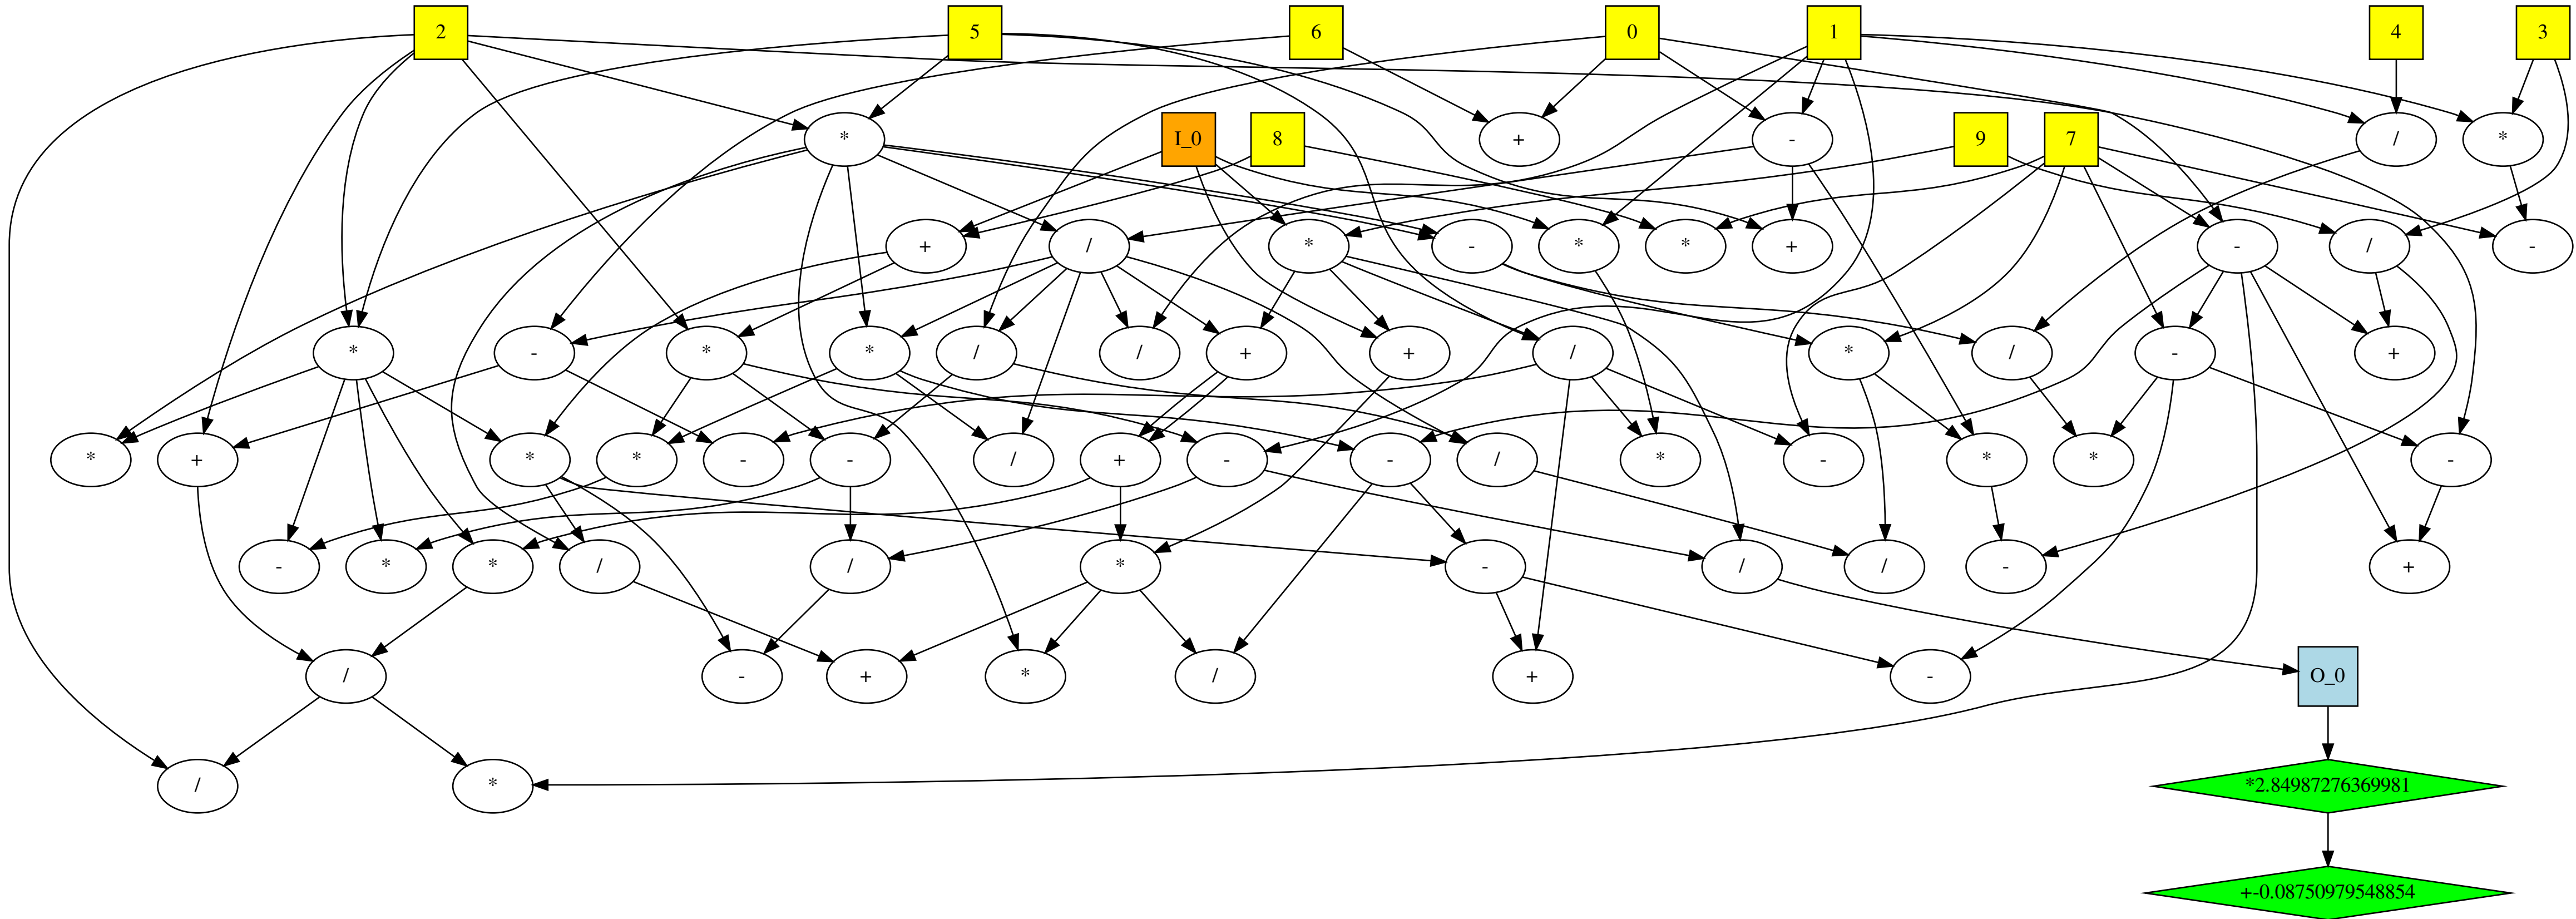 2 5 6 0 1 4 3
* I_0 8 + - 9 7 / *
+ / * - * * + - / -
* - * * / / + + / * / - +
* + * * - - / + - - / * - * * -
- * * / / * - / / - +
/ - + * / + - O_0
/ * *2.84987276369981
+-0.08750979548854